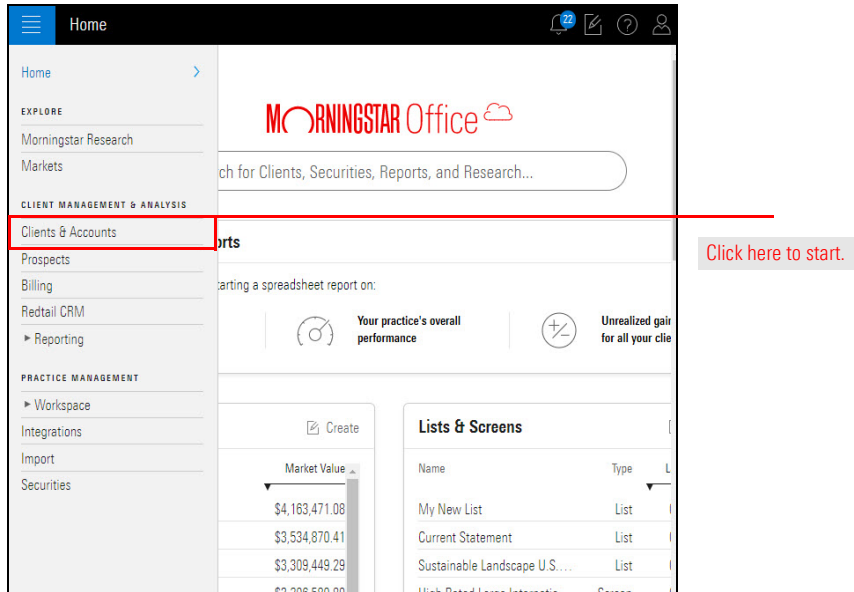 Home
22
Home
EXPLORE
Morningstar Research
Markets
CLIENT MANAGEMENT & ANALYSIS
Clients & Accounts
Prospects
Billing
Redtail CRM
Reporting
PRACTICE MANAGEMENT
Workspace
Integrations
Import
Securities
MORNINGSTAR Office
ch for Clients, Securities, Reports, and Research...
orts
tarting a spreadsheet report on:
Your practice's overall
performance
Unrealized gain
for all your clie
Create
Market Value
$4,163,471.08
$3,534,870.41
$3,309,449.29
Lists & Screens
Name Type L
My New List List
Current Statement List
Sustainable Landscape U.S.... List
Click here to start.